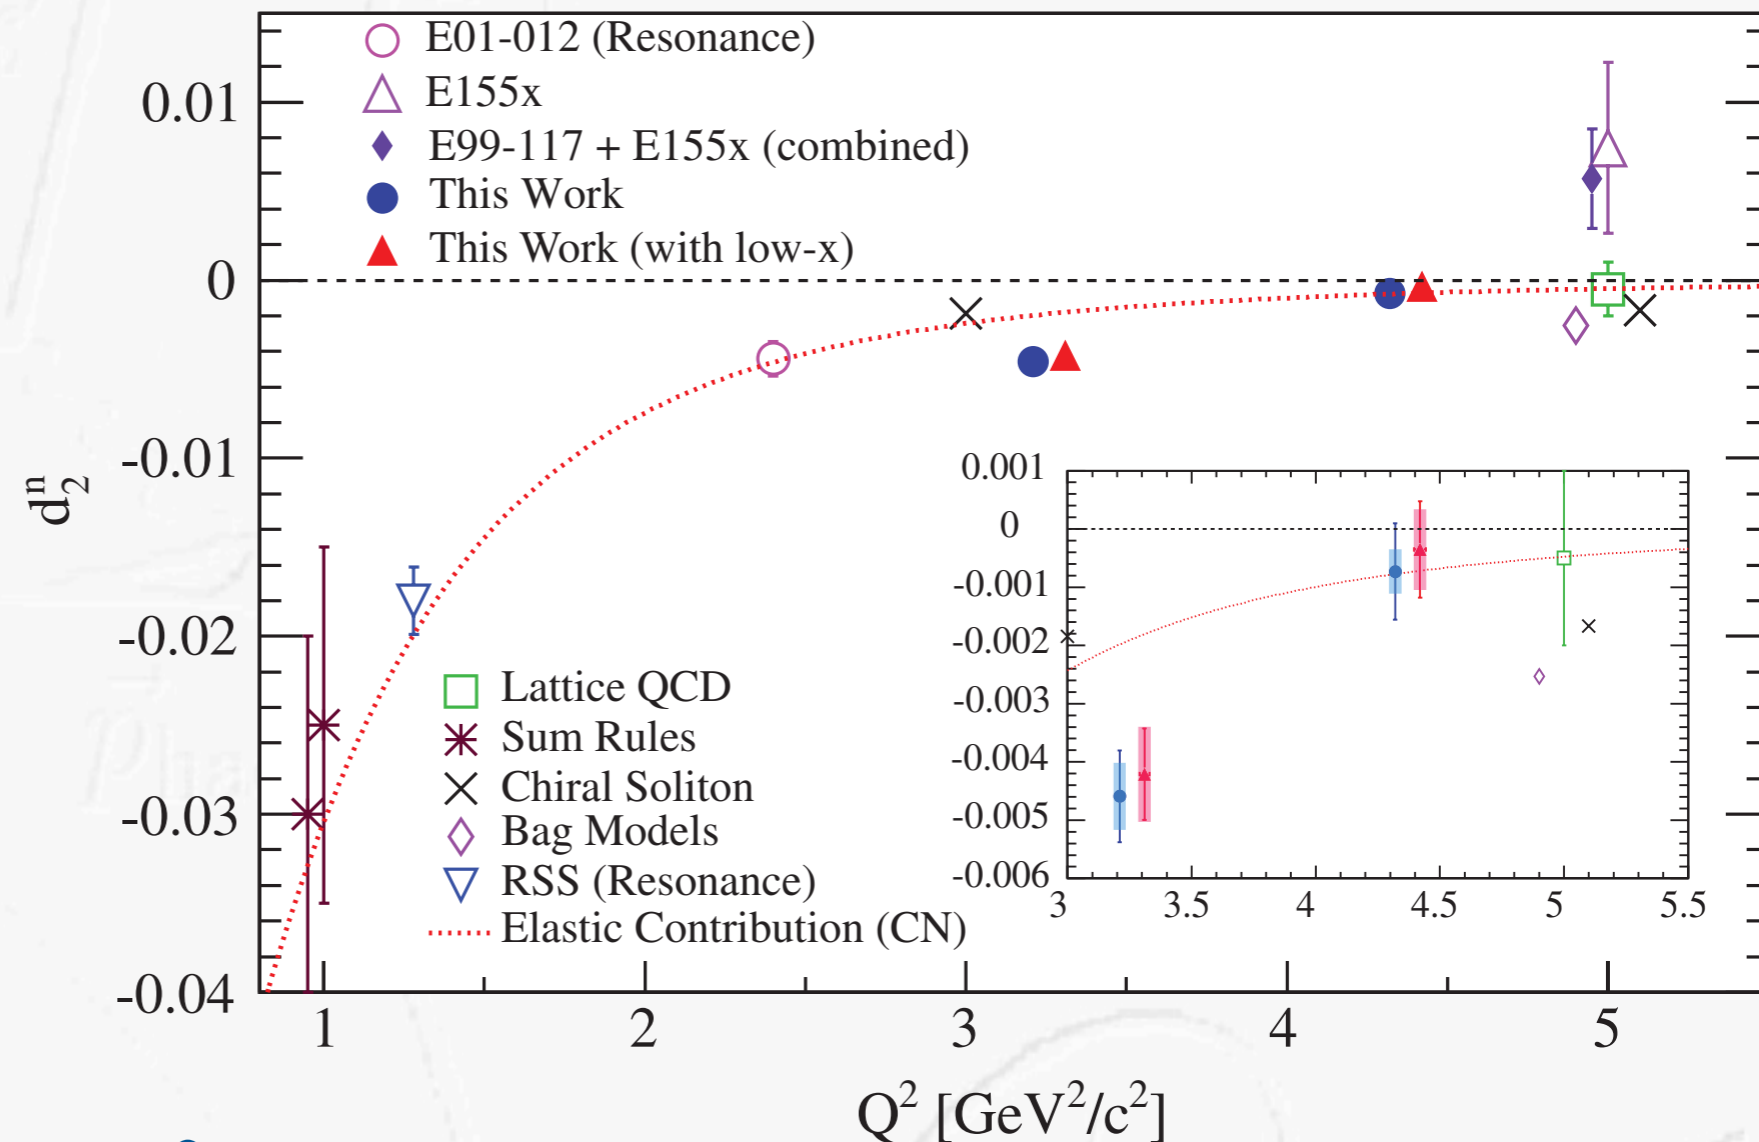 E01-012 (Resonance)
E155x
E99-117 + E155x (combined)
This Work
This Work (with low-x)
0.01
0
-0.01
-0.02
-0.03
-0.04
d₂ⁿ
Lattice QCD
Sum Rules
Chiral Soliton
Bag Models
RSS (Resonance)
Elastic Contribution (CN)
0.001
0
-0.001
-0.002
-0.003
-0.004
-0.005
-0.006
3 3.5 4 4.5 5 5.5
1 2 3 4 5
Q² [GeV²/c²]